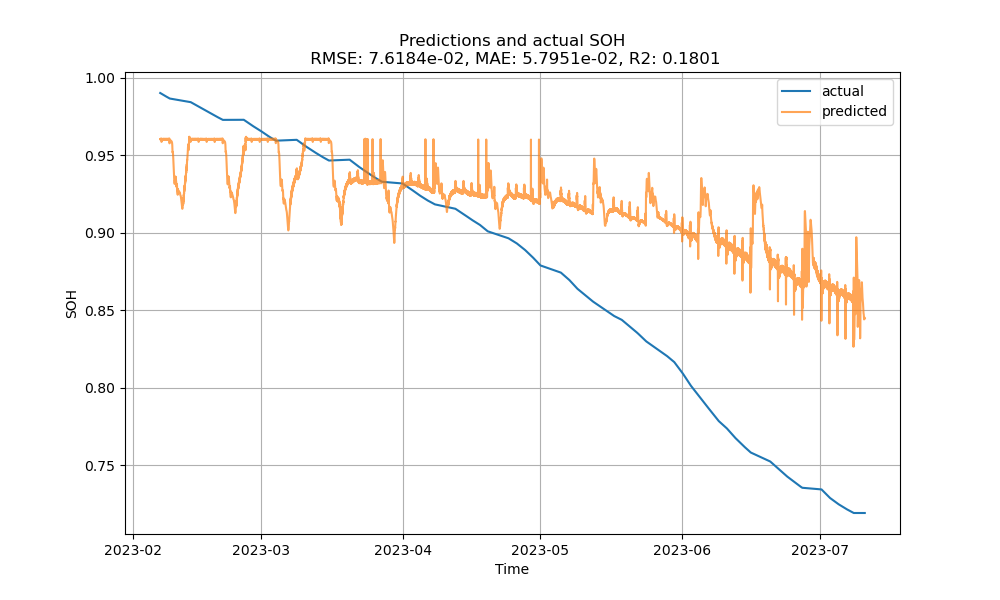 Predictions and actual SOH
RMSE: 7.6184e-02, MAE: 5.7951e-02, R2: 0.1801
actual
predicted
SOH
1.00
0.95
0.90
0.85
0.80
0.75
2023-02 2023-03 2023-04 2023-05 2023-06 2023-07
Time